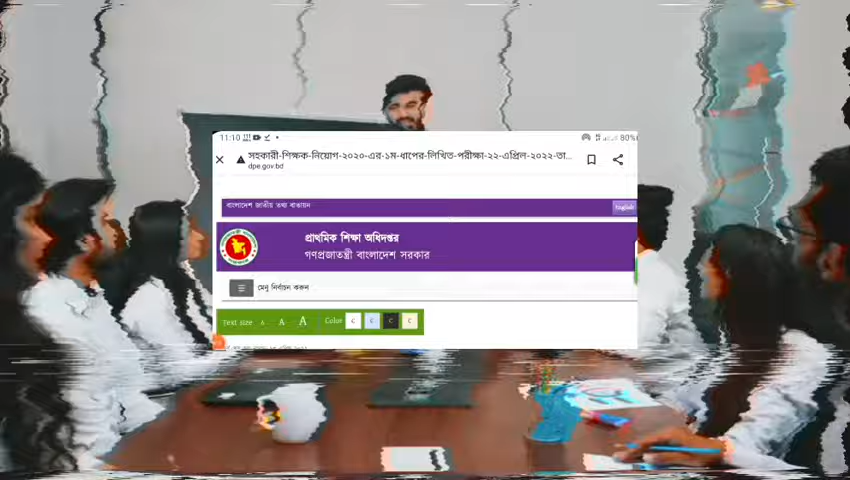 11:10
80%
সহকারী-শিক্ষক-নিয়োগ-২০২০-এর-১ম-ধাপের-লিখিত-পরীক্ষা-২২-এপ্রিল-২০২২-তা...
dpe.gov.bd
বাংলাদেশ জাতীয় তথ্য বাতায়ন
English
প্রাথমিক শিক্ষা অধিদপ্তর
গণপ্রজাতন্ত্রী বাংলাদেশ সরকার
মেনু নির্বাচন করুন
Text size A A A Color C C C C